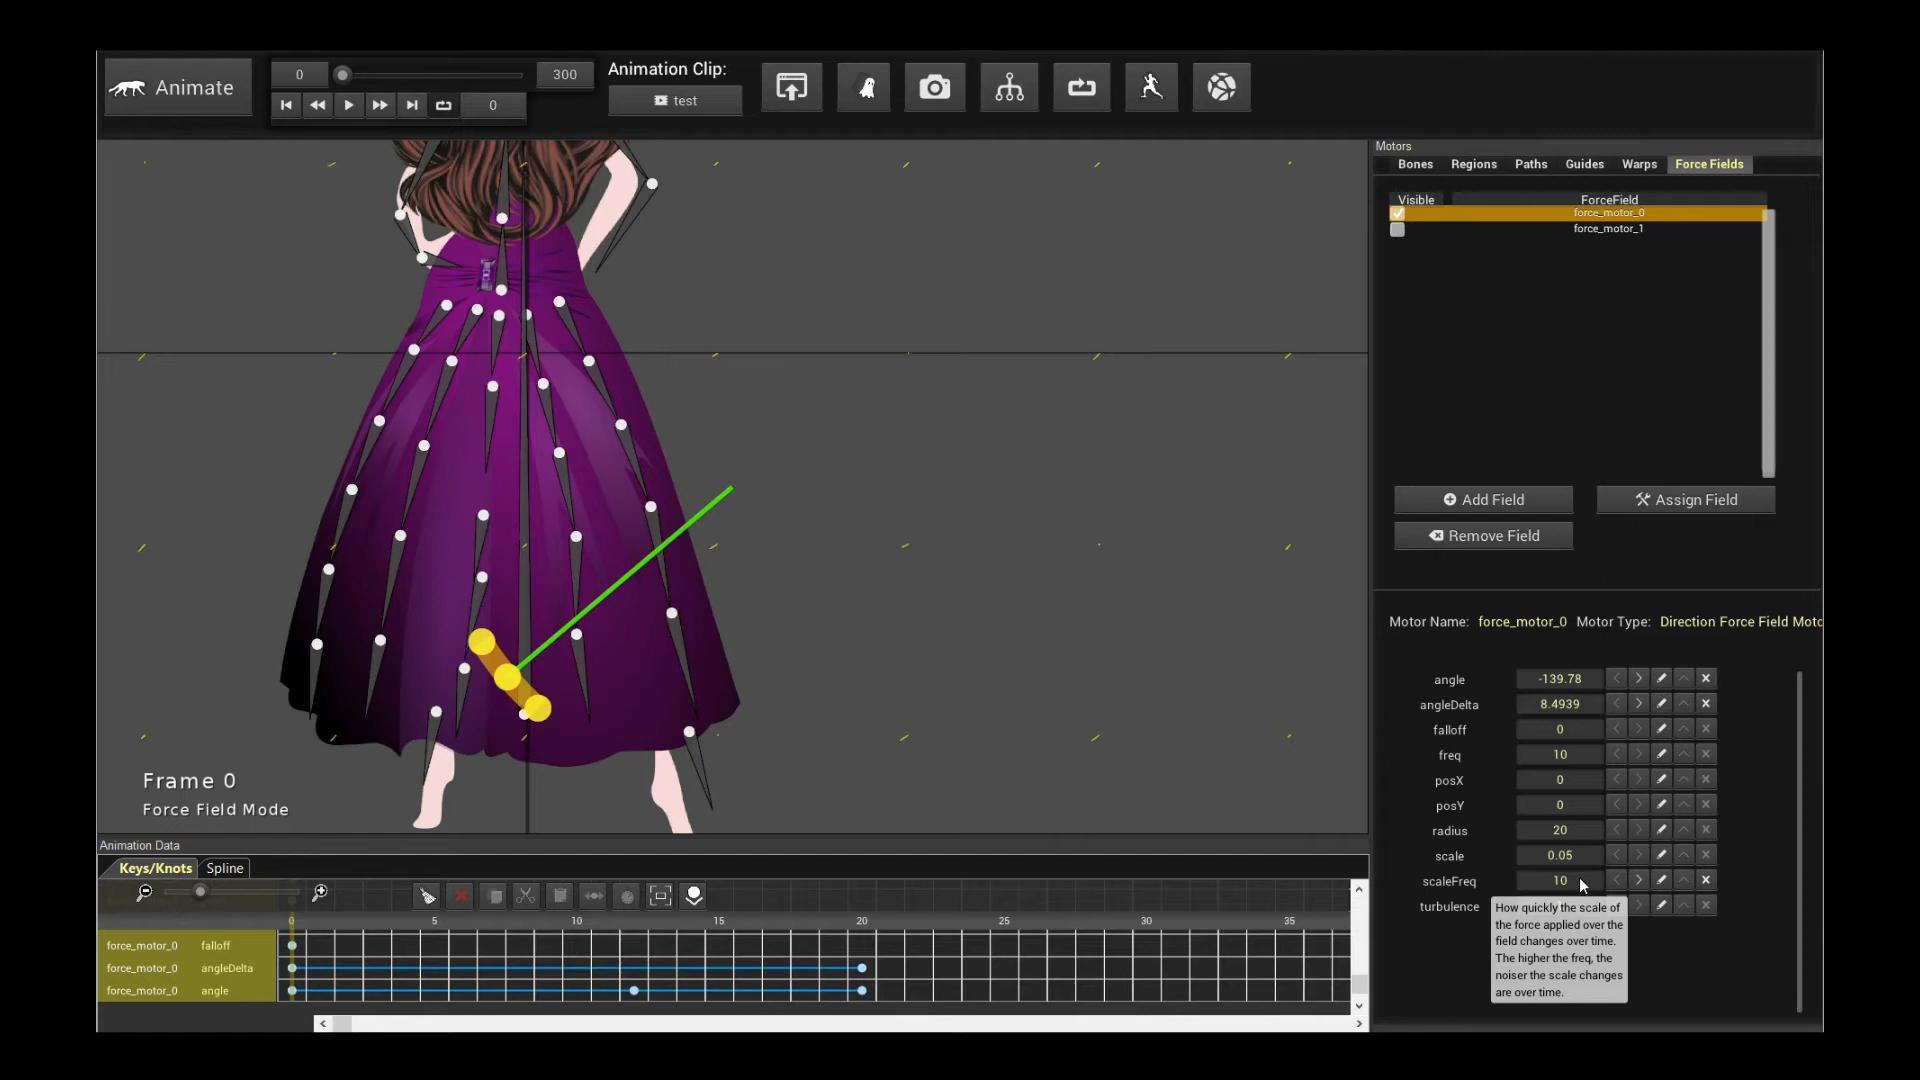 Animate
0
300
0
Animation Clip:
test
Motors
Bones Regions Paths Guides Warps Force Fields
Visible ForceField
force_motor_0
force_motor_1
Add Field Assign Field
Remove Field
Motor Name: force_motor_0 Motor Type: Direction Force Field Moto
angle -139.78
angleDelta 8.4939
falloff 0
freq 10
posX 0
posY 0
radius 20
scale 0.05
scaleFreq 10
turbulence
How quickly the scale of
the force applied over the
field changes over time.
The higher the freq, the
noiser the scale changes
are over time.
Frame 0
Force Field Mode
Animation Data
Keys/Knots Spline
0 5 10 15 20 25 30 35
force_motor_0 falloff
force_motor_0 angleDelta
force_motor_0 angle